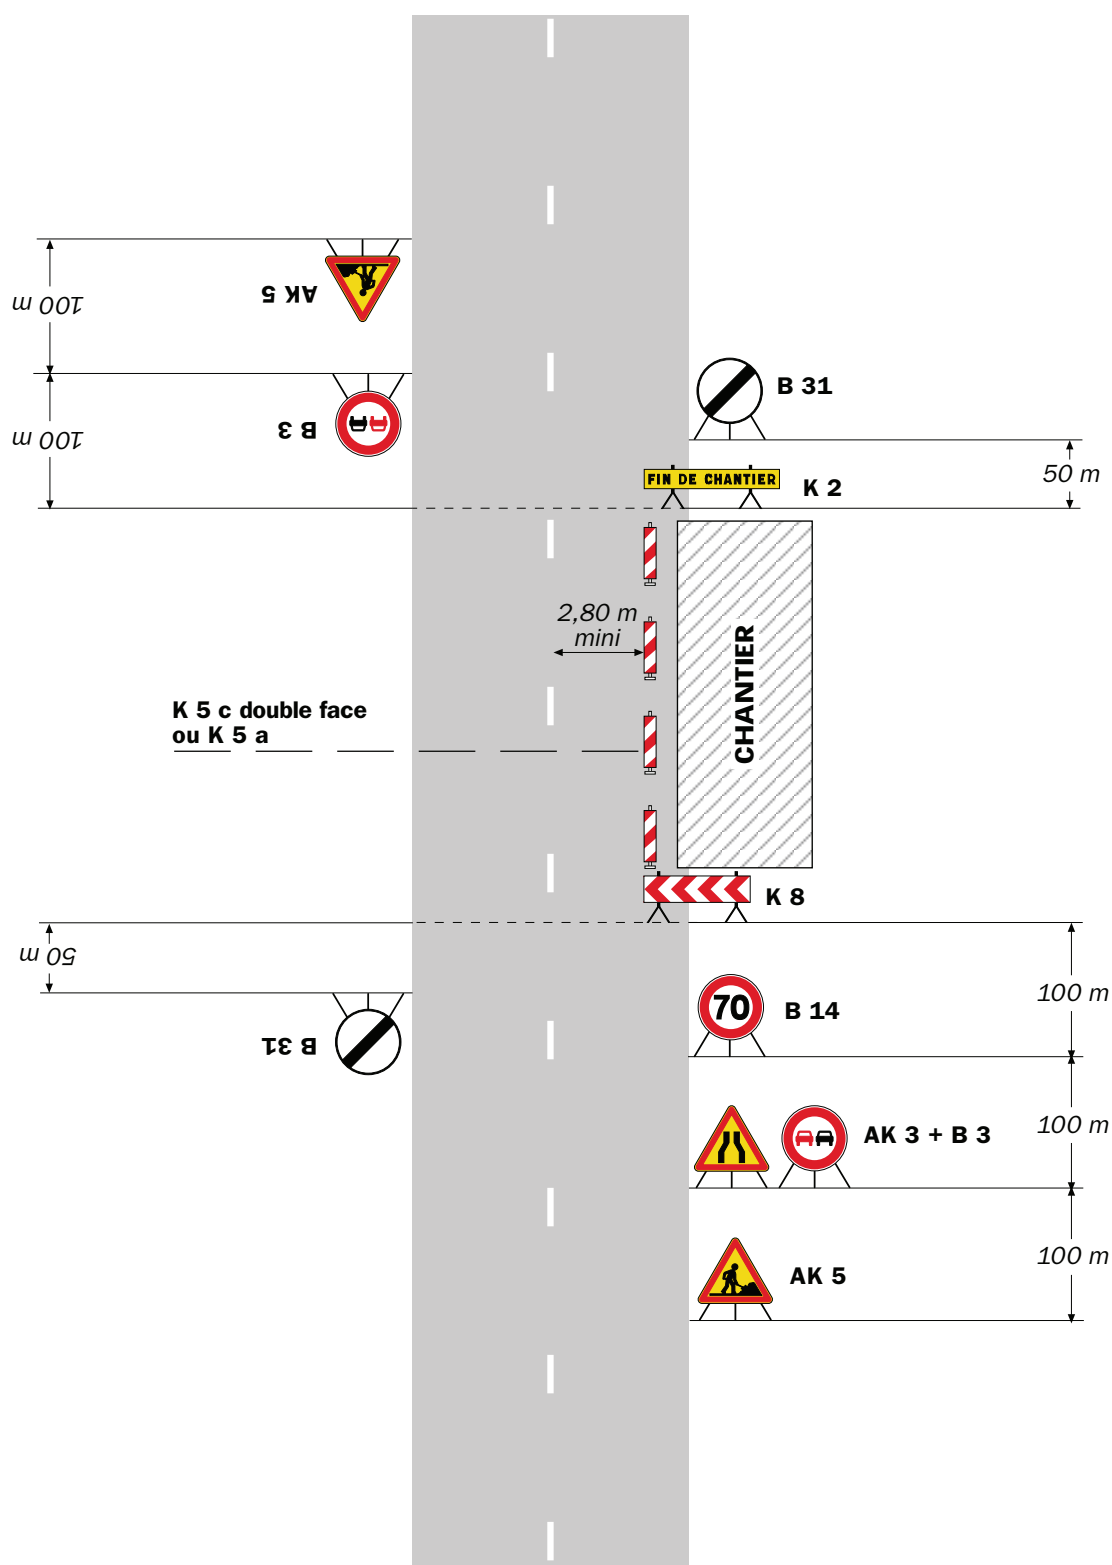 100 m
AK 5
100 m
B 3
B 31
50 m
FIN DE CHANTIER
K 2
2,80 m
mini
CHANTIER
K 5 c double face
ou K 5 a
K 8
50 m
B 31
70
B 14
100 m
AK 3 + B 3
100 m
AK 5
100 m